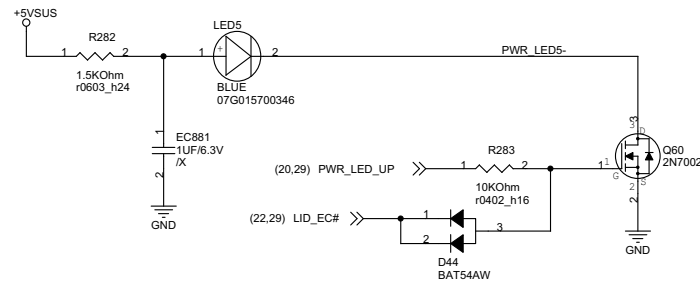 +5VSUS
R282
1
2
1.5KOhm
r0603_h24
LED5
1
+
2
BLUE
07G015700346
PWR_LED5-
1
EC881
1UF/6.3V
/X
2
GND
3
3
D
Q60
2N7002
1
1
G
2
S
2
GND
(20,29) PWR_LED_UP
1
R283
2
10KOhm
r0402_h16
(22,29) LID_EC#
1
2
3
D44
BAT54AW